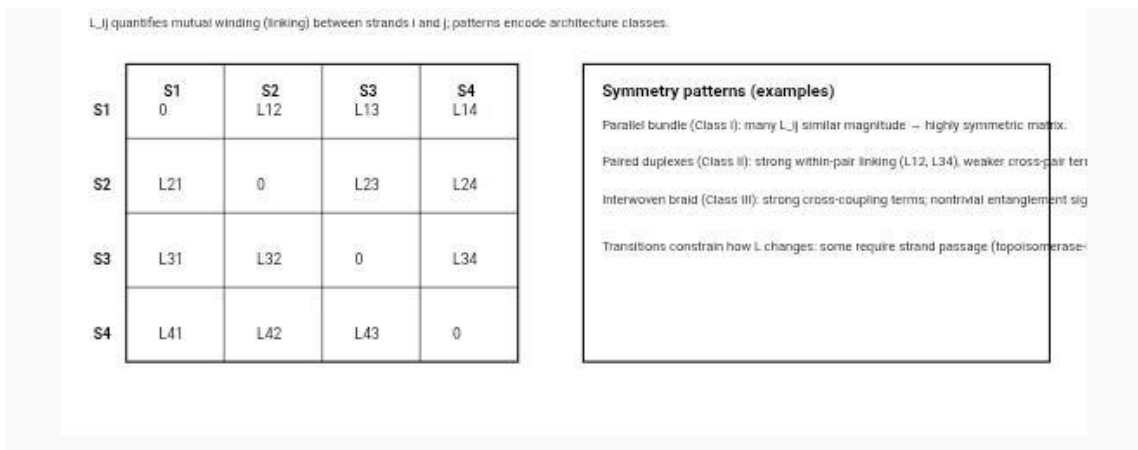 L_ij quantifies mutual winding (linking) between strands i and j; patterns encode architecture classes.
S1 S2 S3 S4
S1 0 L12 L13 L14
S2 L21 0 L23 L24
S3 L31 L32 0 L34
S4 L41 L42 L43 0
Symmetry patterns (examples)
Parallel bundle (Class I): many L_ij similar magnitude → highly symmetric matrix.
Paired duplexes (Class II): strong within-pair linking (L12, L34), weaker cross-pair
Interwoven braid (Class III): strong cross-coupling terms; nontrivial entanglement
Transitions constrain how L changes: some require strand passage (topoisomerase-